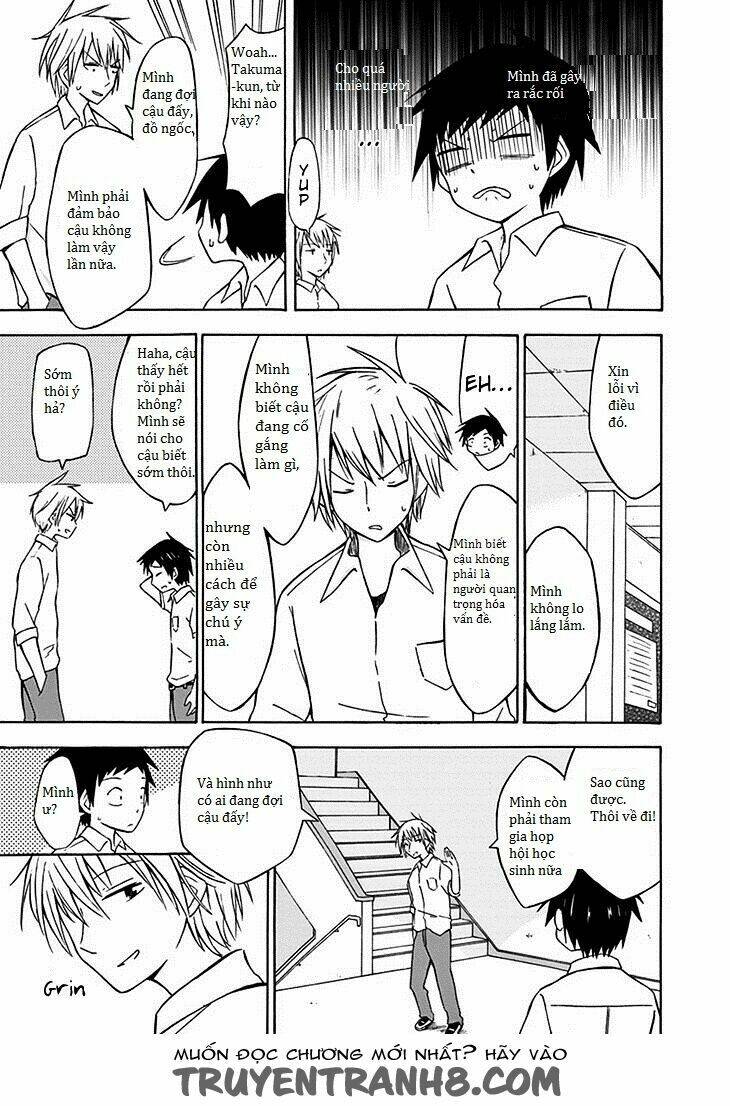 Mình đã gây
ra rắc rối
Cho quá
nhiều người
...
YUP
Woah...
Takuma
-kun, từ
khi nào
vậy?
Mình
đang đợi
cậu đấy,
đồ ngốc,
Mình phải
đảm bảo
cậu không
làm vậy
lần nữa.
Xin
lỗi vì
điều
đó.
Mình
không lo
lắng lắm.
EH...
Mình biết
cậu không
phải là
người quan
trọng hóa
vấn đề.
Mình
không
biết cậu
đang cố
gắng
làm gì,
nhưng
còn
nhiều
cách để
gây sự
chú ý
mà.
Haha, cậu
thấy hết
rồi phải
không?
Mình sẽ
nói cho
cậu biết
sớm thôi.
Sớm
thôi ý
hả?
Sao cũng
được.
Thôi về đi!
Mình còn
phải tham
gia họp
hội học
sinh nữa
Và hình như
có ai đang đợi
cậu đấy!
Mình
ư?
Grin
MUỐN ĐỌC CHƯƠNG MỚI NHẤT? HÃY VÀO
TRUYENTRANH8.COM